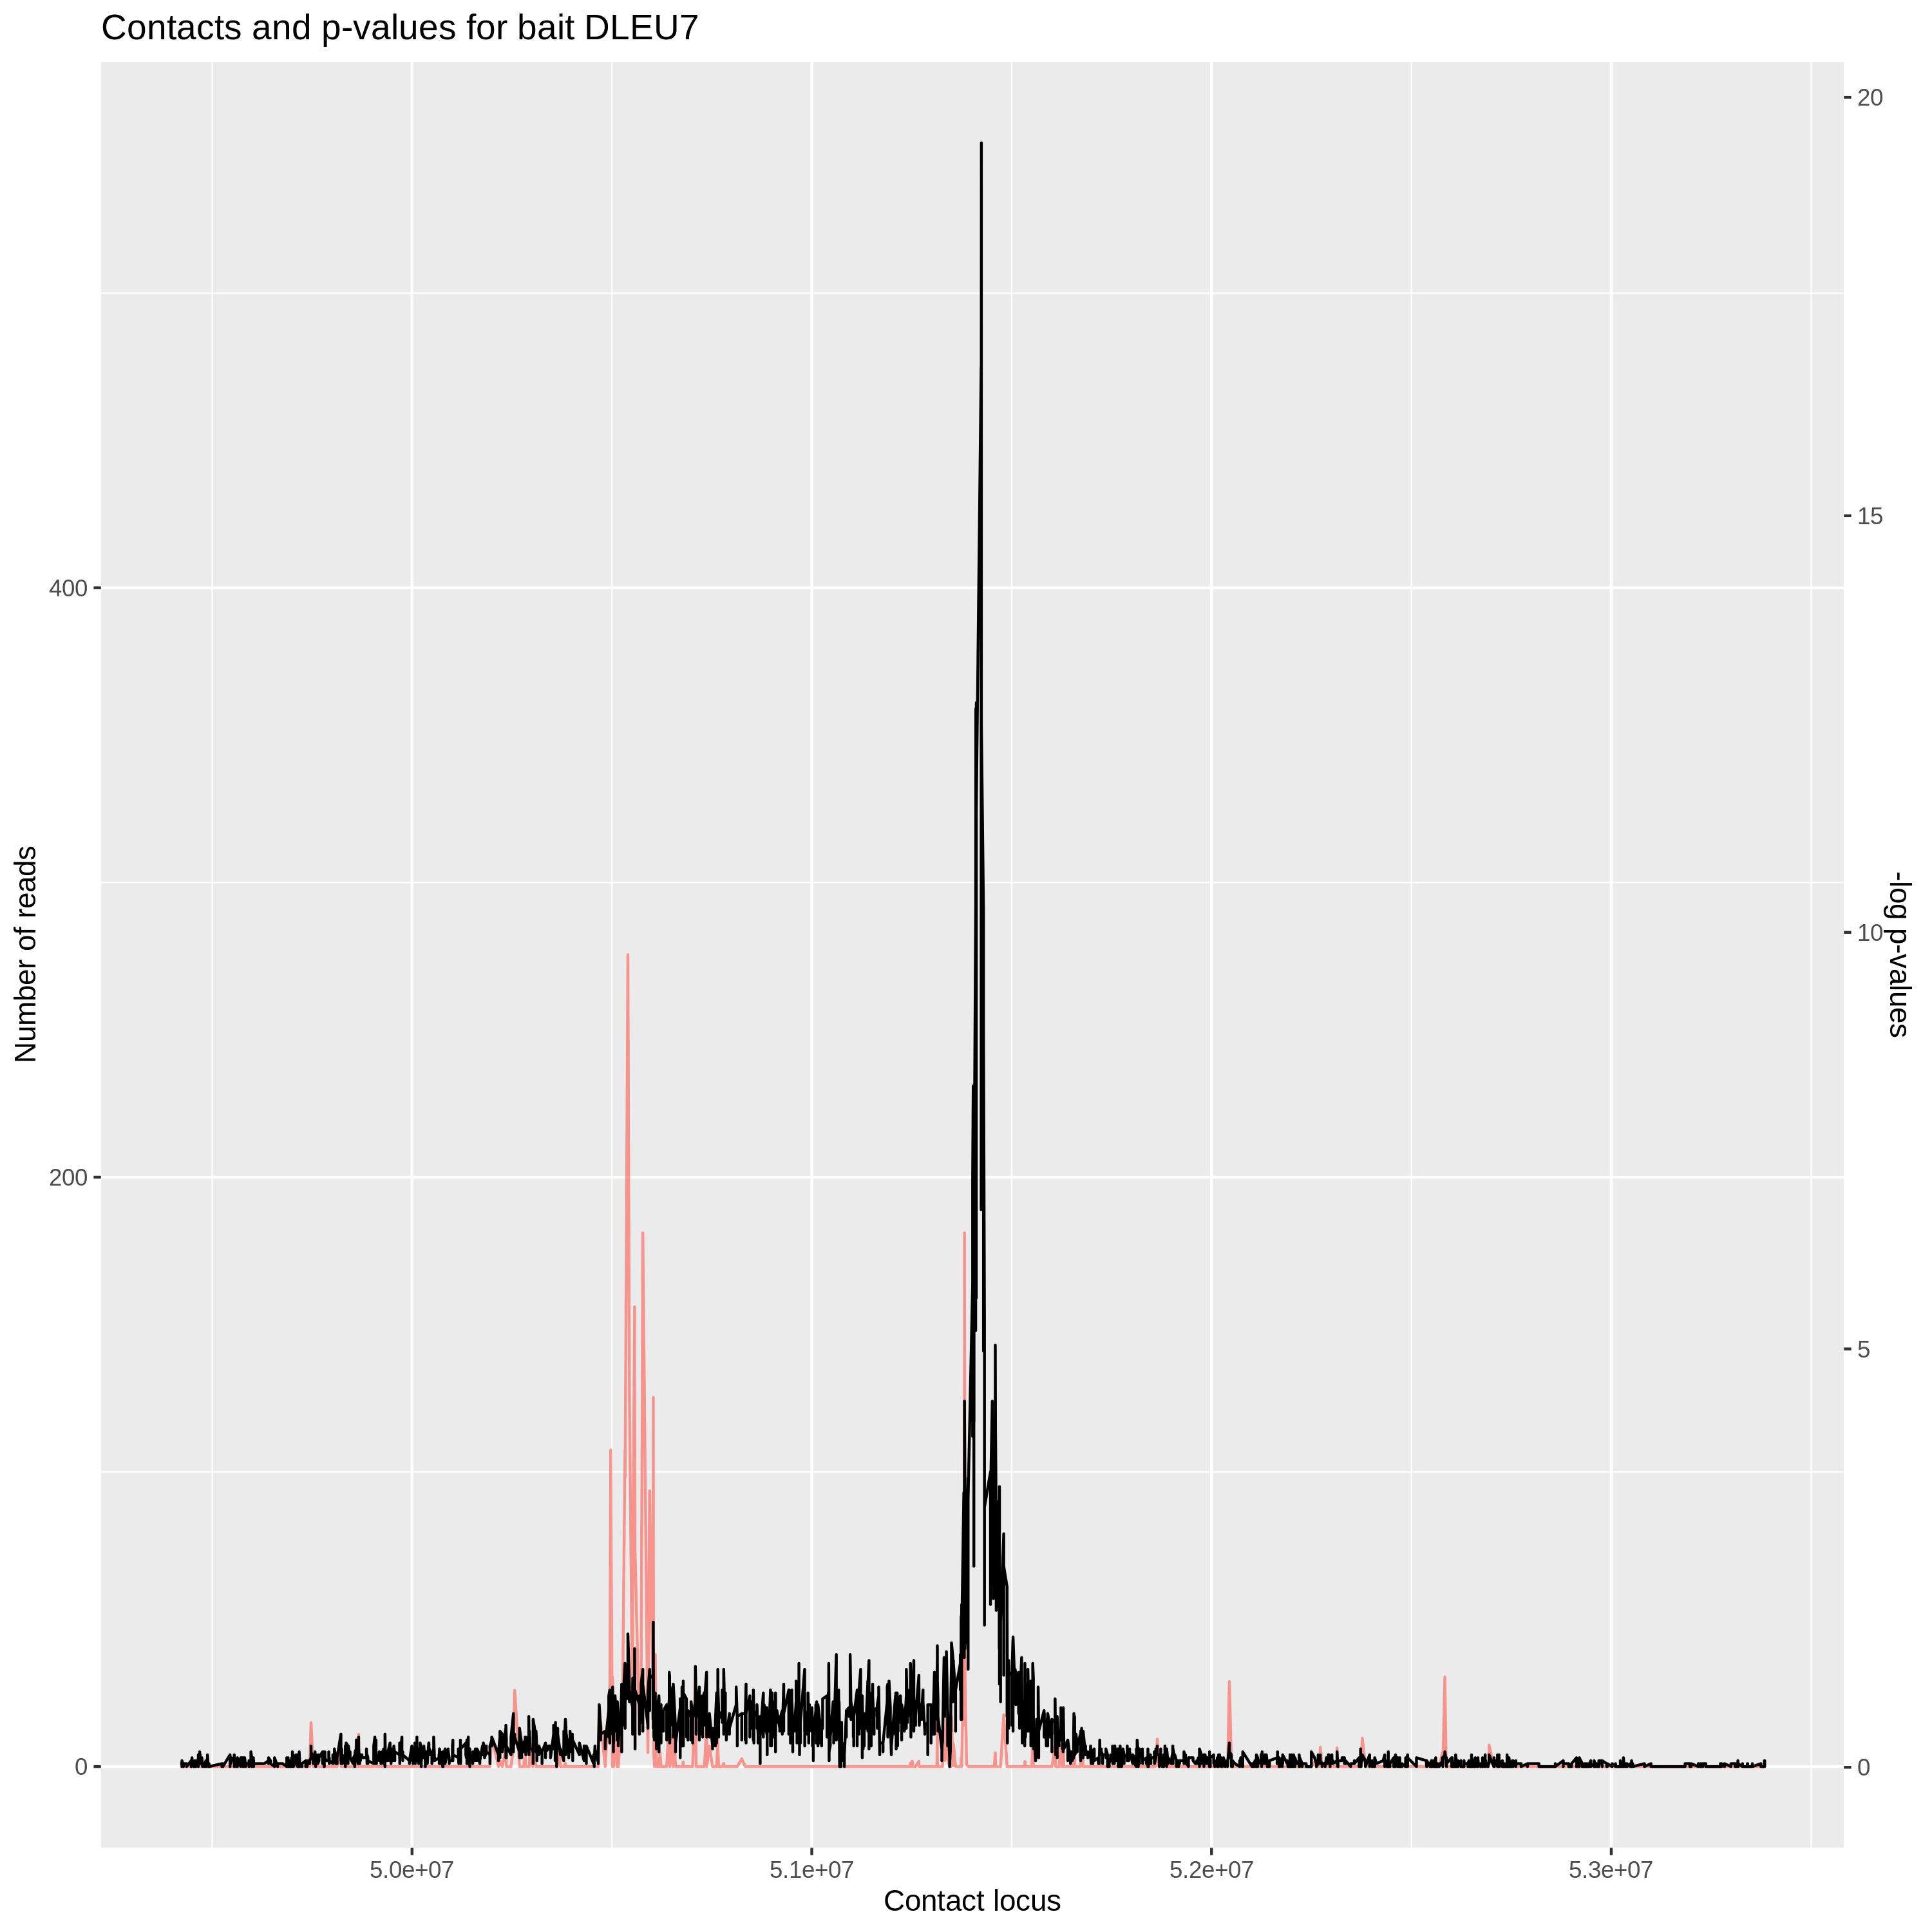 Contacts and p-values for bait DLEU7
20
15
400
Number of reads
-log p-values
10
200
5
0
0
5.0e+07
5.1e+07
5.2e+07
5.3e+07
Contact locus